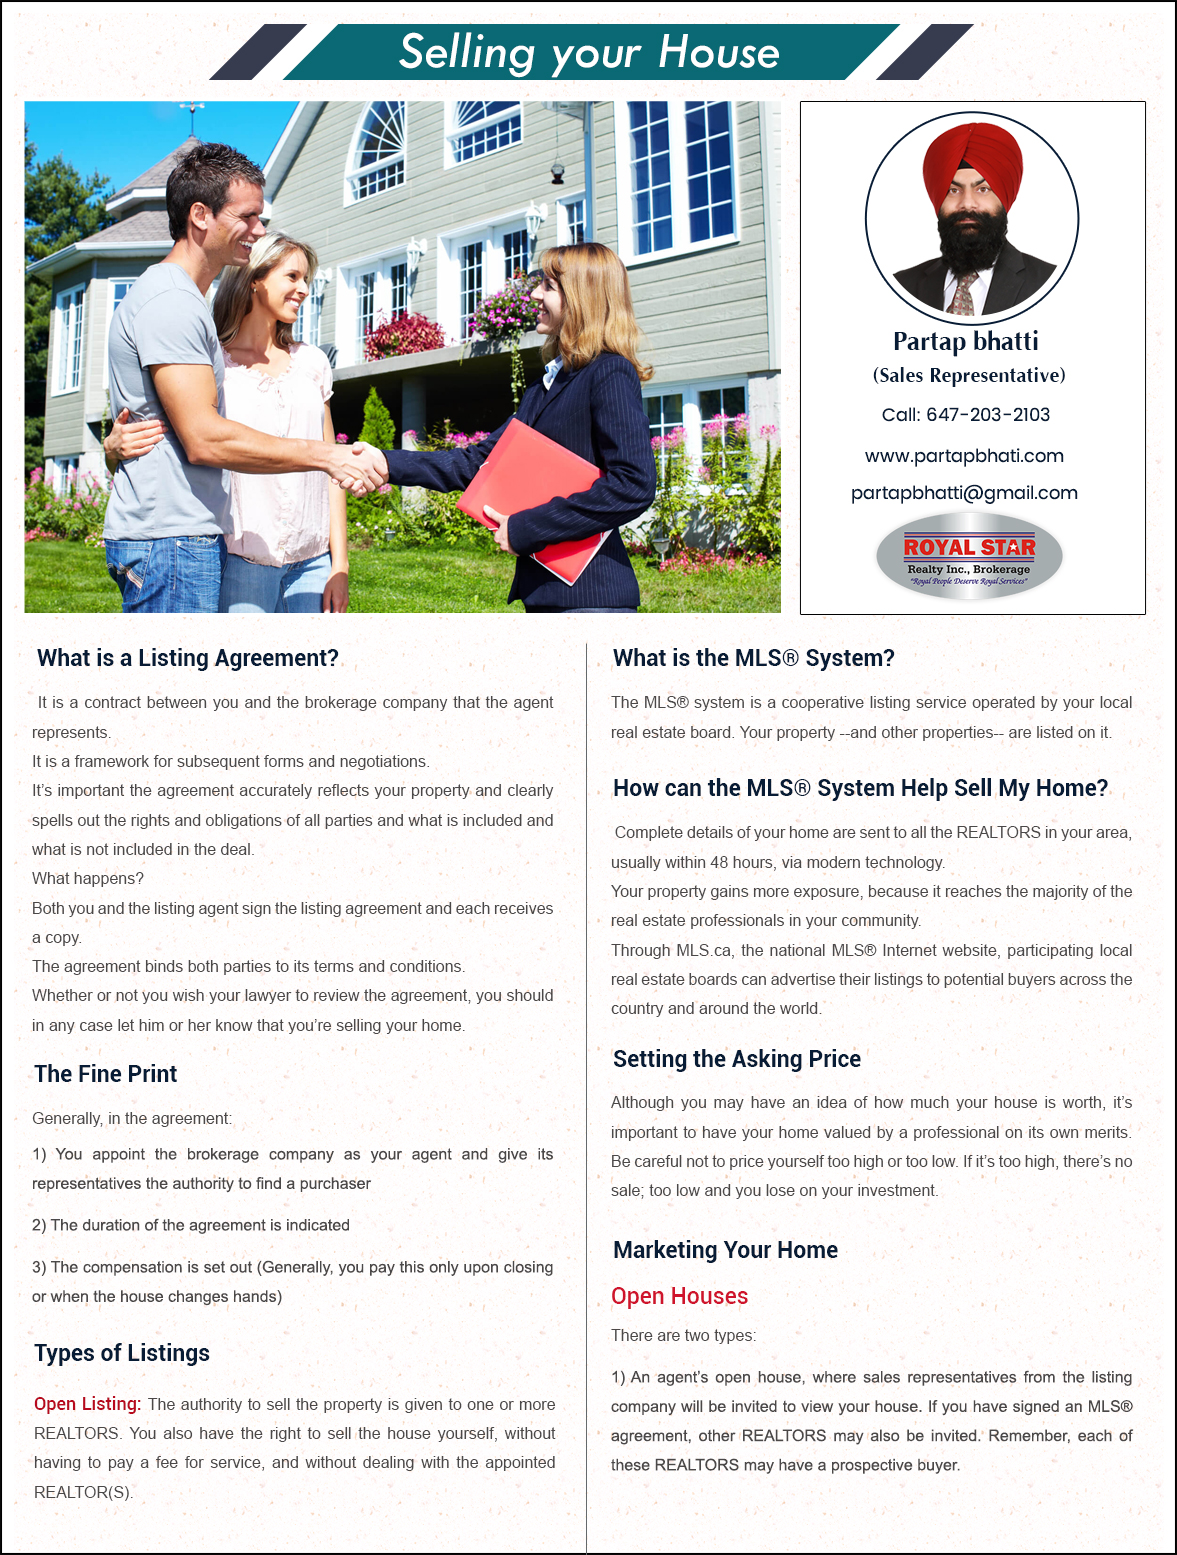 Selling your House
Partap bhatti
(Sales Representative)
Call: 647-203-2103
www.partapbhati.com
partapbhatti@gmail.com
ROYAL STAR
Realty Inc., Brokerage
"Royal People Deserve Royal Services"
What is a Listing Agreement?
It is a contract between you and the brokerage company that the agent
represents.
It is a framework for subsequent forms and negotiations.
It's important the agreement accurately reflects your property and clearly
spells out the rights and obligations of all parties and what is included and
what is not included in the deal.
What happens?
Both you and the listing agent sign the listing agreement and each receives
a copy.
The agreement binds both parties to its terms and conditions.
Whether or not you wish your lawyer to review the agreement, you should
in any case let him or her know that you're selling your home.
The Fine Print
Generally, in the agreement:
1) You appoint the brokerage company as your agent and give its
representatives the authority to find a purchaser
2) The duration of the agreement is indicated
3) The compensation is set out (Generally, you pay this only upon closing
or when the house changes hands)
Types of Listings
Open Listing: The authority to sell the property is given to one or more
REALTORS. You also have the right to sell the house yourself, without
having to pay a fee for service, and without dealing with the appointed
REALTOR(S).
What is the MLS® System?
The MLS® system is a cooperative listing service operated by your local
real estate board. Your property --and other properties-- are listed on it.
How can the MLS® System Help Sell My Home?
Complete details of your home are sent to all the REALTORS in your area,
usually within 48 hours, via modern technology.
Your property gains more exposure, because it reaches the majority of the
real estate professionals in your community.
Through MLS.ca, the national MLS® Internet website, participating local
real estate boards can advertise their listings to potential buyers across the
country and around the world.
Setting the Asking Price
Although you may have an idea of how much your house is worth, it's
important to have your home valued by a professional on its own merits.
Be careful not to price yourself too high or too low. If it's too high, there's no
sale; too low and you lose on your investment.
Marketing Your Home
Open Houses
There are two types:
1) An agent's open house, where sales representatives from the listing
company will be invited to view your house. If you have signed an MLS®
agreement, other REALTORS may also be invited. Remember, each of
these REALTORS may have a prospective buyer.